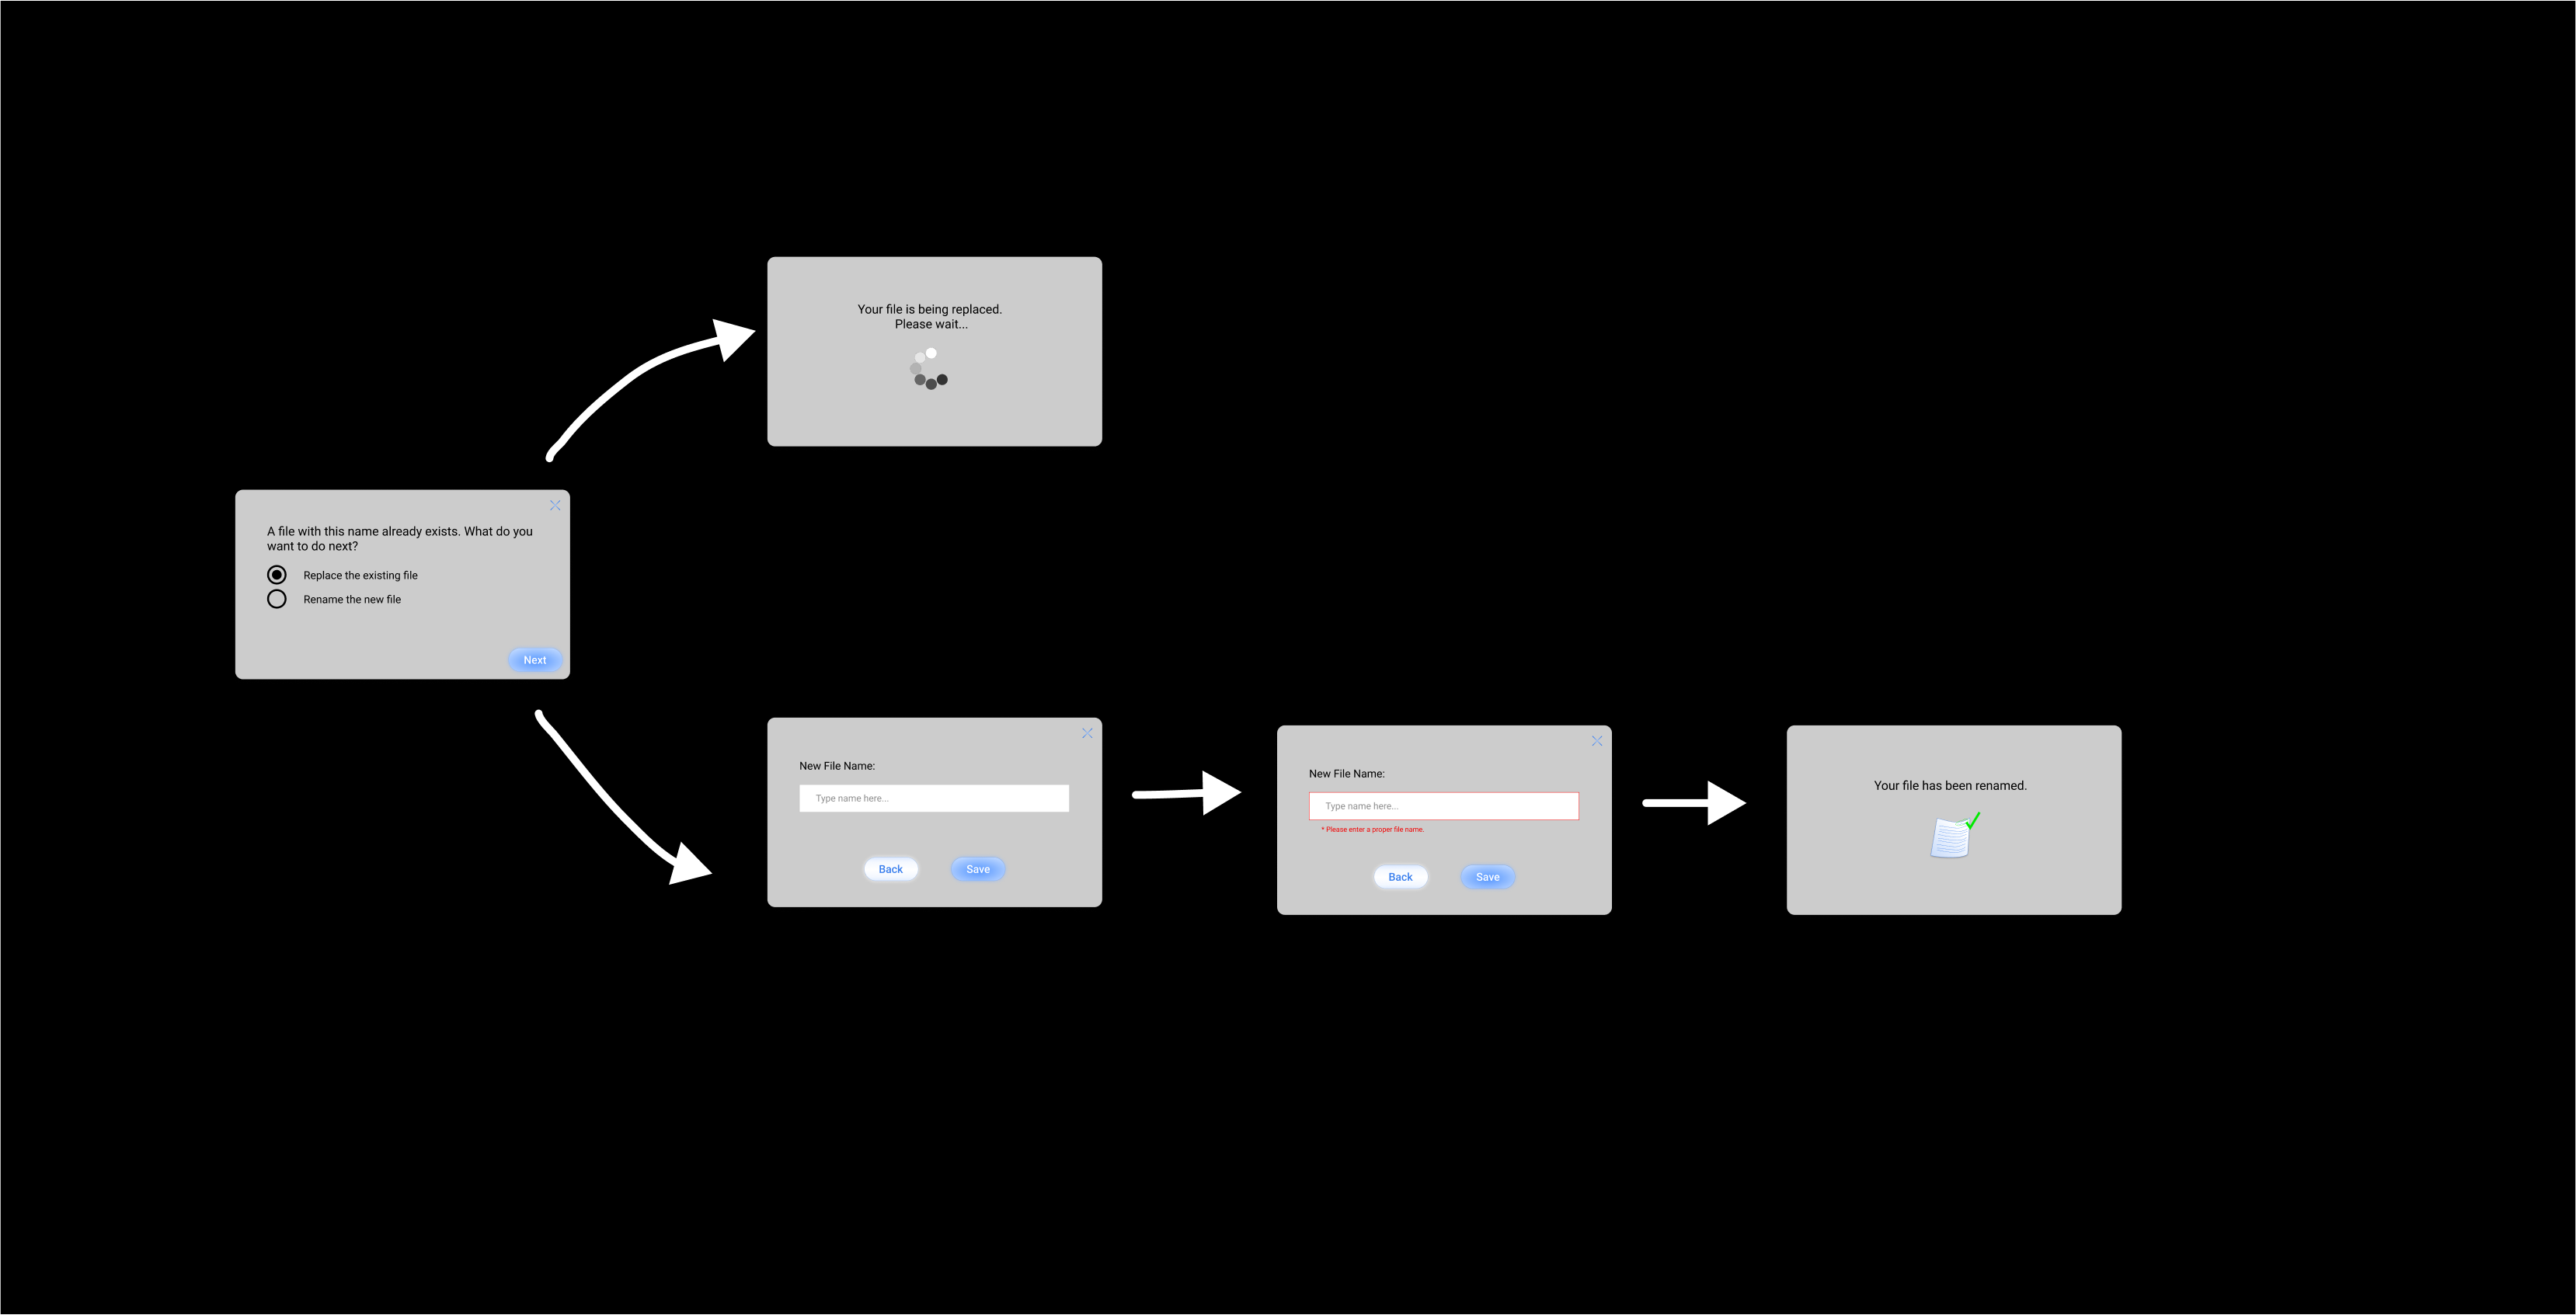 Your file is being replaced.
Please wait...
A file with this name already exists. What do you
want to do next?
Replace the existing file
Rename the new file
Next
New File Name:
Type name here...
Back
Save
New File Name:
Type name here...
* Please enter a proper file name.
Back
Save
Your file has been renamed.